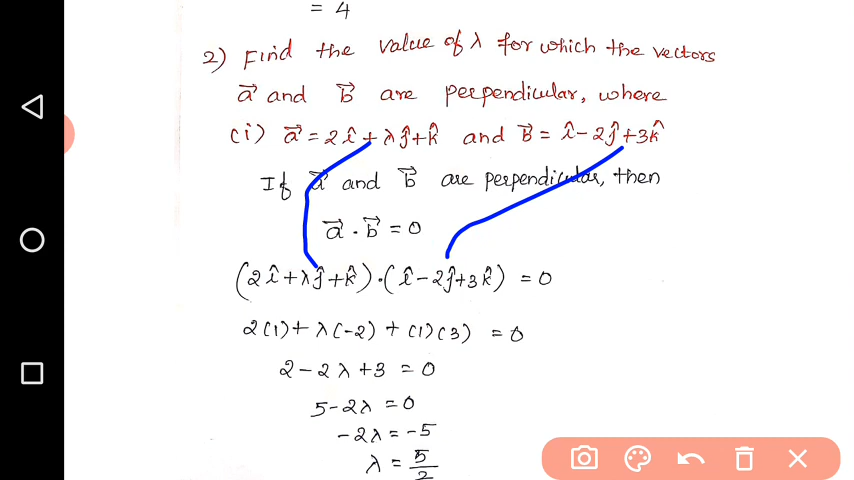 = 4
2) Find the value of λ for which the vectors
a⃗ and b⃗ are perpendicular, where
(i) a⃗ = 2î + λĵ + k̂ and b⃗ = î - 2ĵ + 3k̂
If a⃗ and b⃗ are perpendicular, then
a⃗ . b⃗ = 0
(2î + λĵ + k̂) . (î - 2ĵ + 3k̂) = 0
2(1) + λ(-2) + (1)(3) = 0
2 - 2λ + 3 = 0
5 - 2λ = 0
-2λ = -5
λ = 5/2